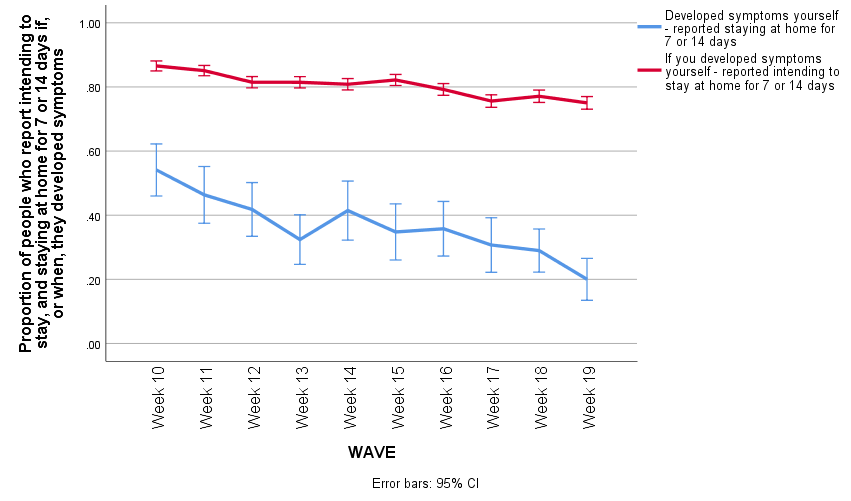 Proportion of people who report intending to
stay, and staying at home for 7 or 14 days if,
or when, they developed symptoms
1.00
.80
.60
.40
.20
.00
Week 10
Week 11
Week 12
Week 13
Week 14
Week 15
Week 16
Week 17
Week 18
Week 19
WAVE
Error bars: 95% CI
Developed symptoms yourself
- reported staying at home for
7 or 14 days
If you developed symptoms
yourself - reported intending to
stay at home for 7 or 14 days